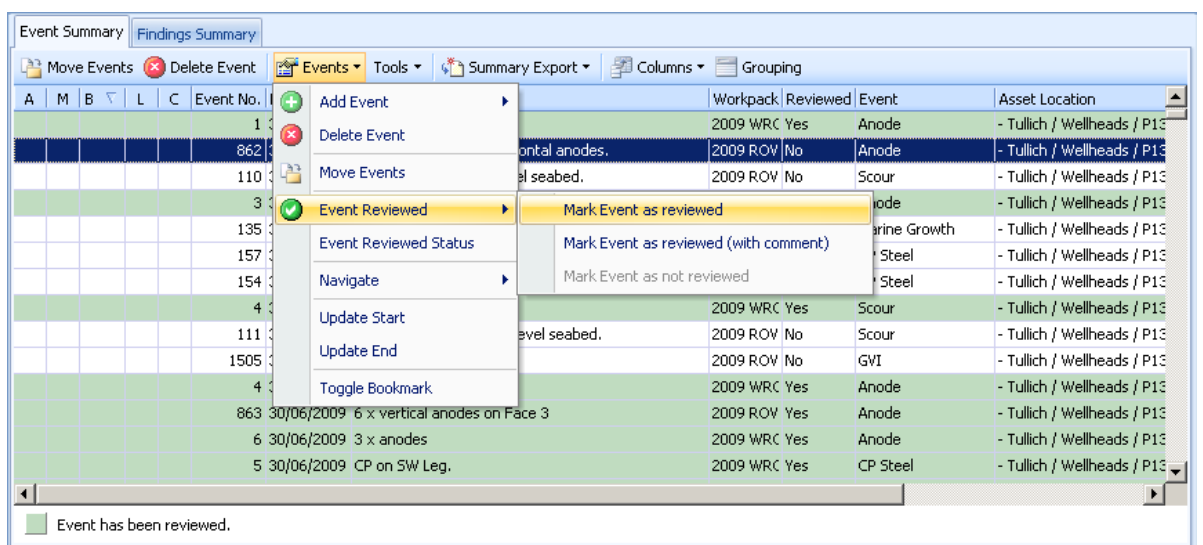 Event Summary Findings Summary
Move Events Delete Event Events Tools Summary Export Columns Grouping
A M B L C Event No. Workpack Reviewed Event Asset Location
1 2009 WRC Yes Anode - Tullich / Wellheads / P13
862 ontal anodes. 2009 ROV No Anode - Tullich / Wellheads / P13
110 el seabed. 2009 ROV No Scour - Tullich / Wellheads / P13
3 node - Tullich / Wellheads / P13
135 arine Growth - Tullich / Wellheads / P13
157 Steel - Tullich / Wellheads / P13
154 Steel - Tullich / Wellheads / P13
4 2009 WRC Yes Scour - Tullich / Wellheads / P13
111 evel seabed. 2009 ROV No Scour - Tullich / Wellheads / P13
1505 2009 ROV No GVI - Tullich / Wellheads / P13
4 2009 WRC Yes Anode - Tullich / Wellheads / P13
863 30/06/2009 6 x vertical anodes on Face 3 2009 ROV Yes Anode - Tullich / Wellheads / P13
6 30/06/2009 3 x anodes 2009 WRC Yes Anode - Tullich / Wellheads / P13
5 30/06/2009 CP on SW Leg. 2009 WRC Yes CP Steel - Tullich / Wellheads / P13
Add Event
Delete Event
Move Events
Event Reviewed
Event Reviewed Status
Navigate
Update Start
Update End
Toggle Bookmark
Mark Event as reviewed
Mark Event as reviewed (with comment)
Mark Event as not reviewed
Event has been reviewed.